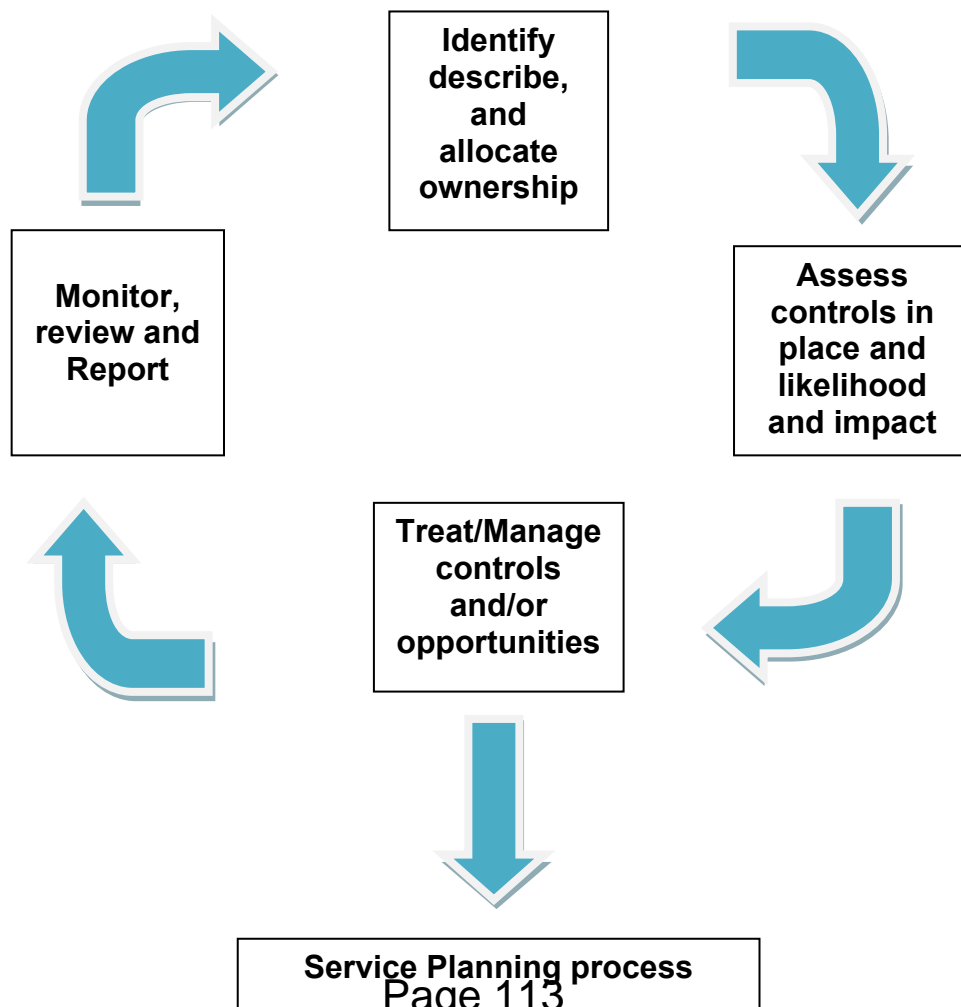 Identify
describe,
and
allocate
ownership
Assess
controls in
place and
likelihood
and impact
Treat/Manage
controls
and/or
opportunities
Monitor,
review and
Report
Service Planning process
Page 113